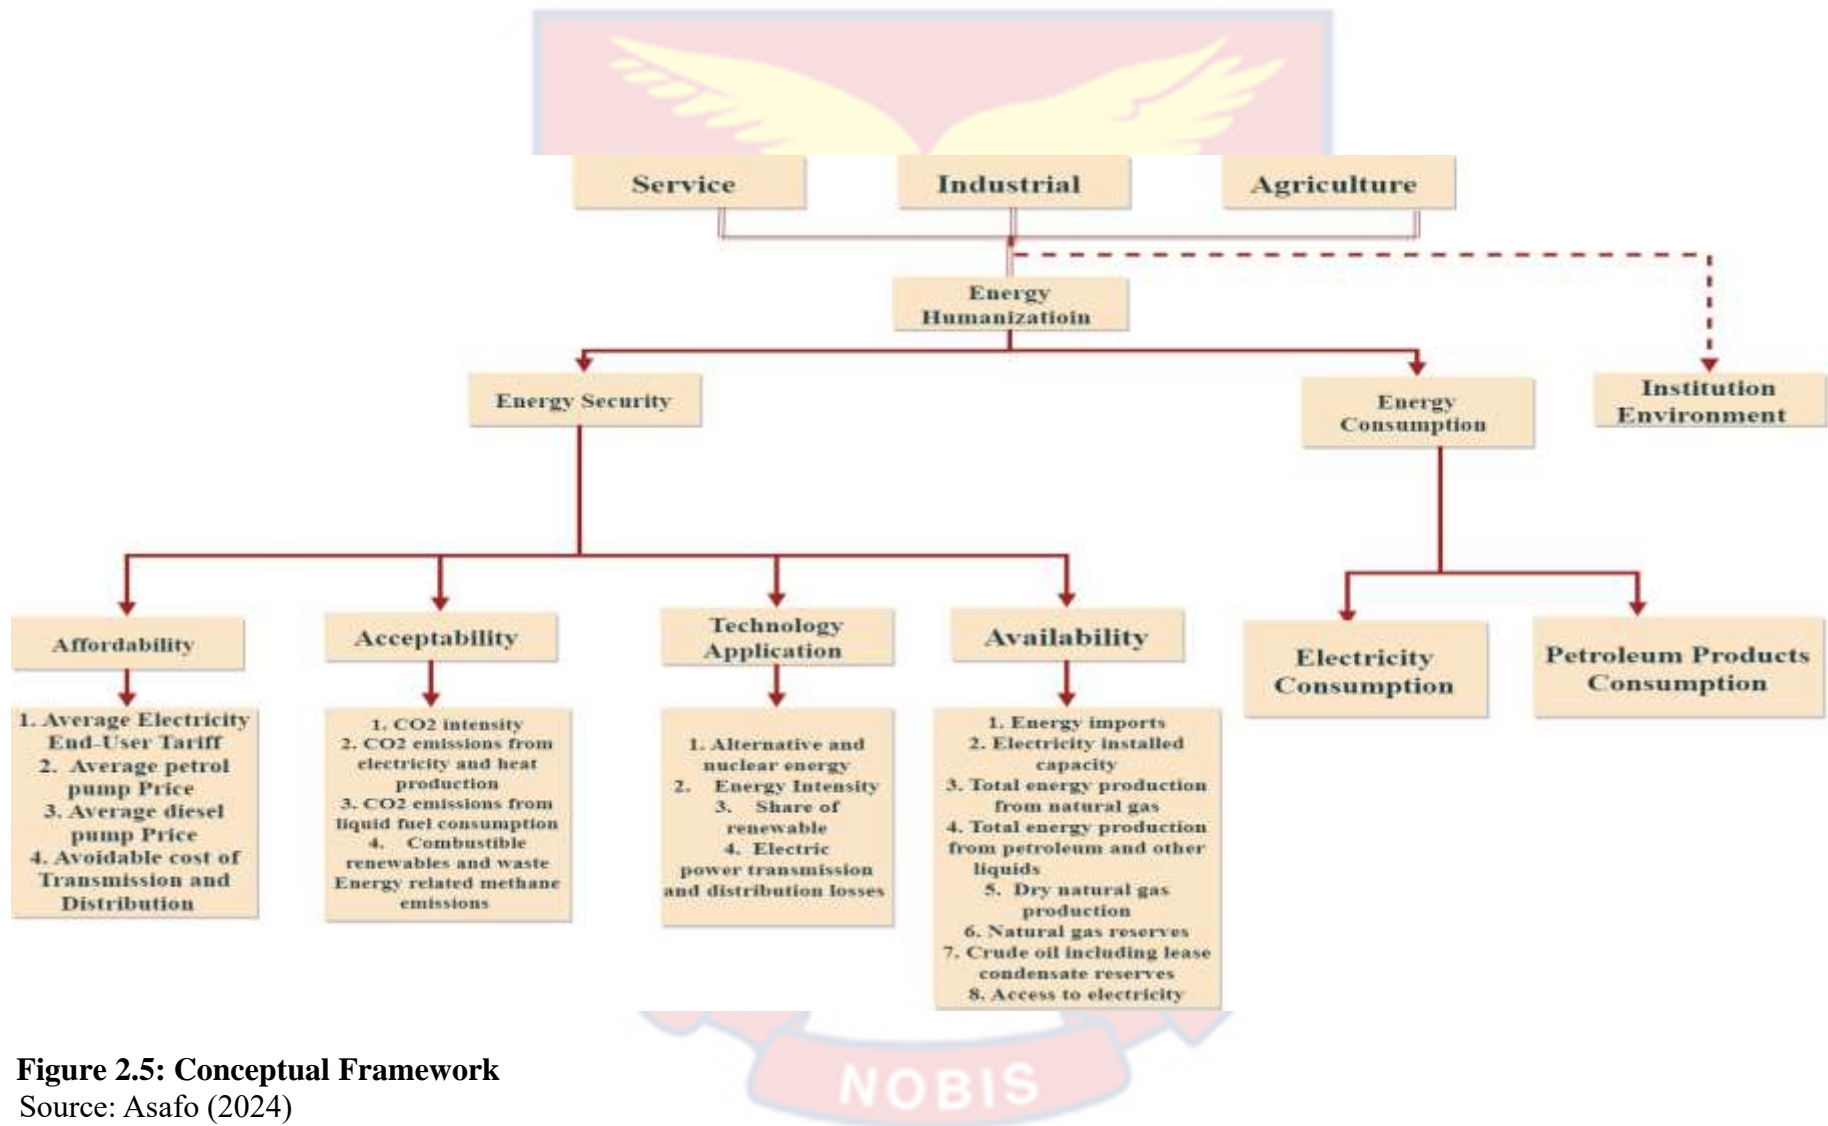 Service
Industrial
Agriculture
Energy
Humanizatioin
Energy Security
Energy
Consumption
Institution
Environment
Affordability
Acceptability
Technology
Application
Availability
Electricity
Consumption
Petroleum Products
Consumption
1. Average Electricity
End-User Tariff
2. Average petrol
pump Price
3. Average diesel
pump Price
4. Avoidable cost of
Transmission and
Distribution
1. CO2 intensity
2. CO2 emissions from
electricity and heat
production
3. CO2 emissions from
liquid fuel consumption
4. Combustible
renewables and waste
Energy related methane
emissions
1. Alternative and
nuclear energy
2. Energy Intensity
3. Share of
renewable
4. Electric
power transmission
and distribution losses
1. Energy imports
2. Electricity installed
capacity
3. Total energy production
from natural gas
4. Total energy production
from petroleum and other
liquids
5. Dry natural gas
production
6. Natural gas reserves
7. Crude oil including lease
condensate reserves
8. Access to electricity
Figure 2.5: Conceptual Framework
Source: Asafo (2024)
NOBIS